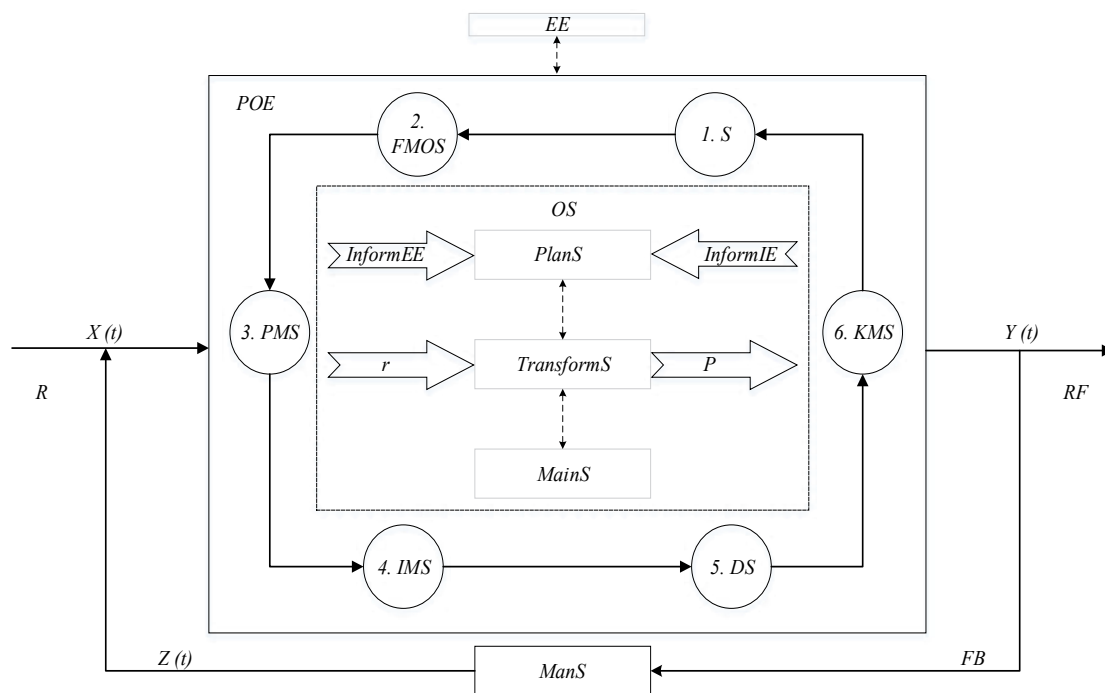 EE
POE
2.
FMOS
1. S
OS
InformEE
PlanS
InformIE
X (t)
3. PMS
6. KMS
Y (t)
r
TransformS
P
R
RF
MainS
4. IMS
5. DS
Z (t)
ManS
FB